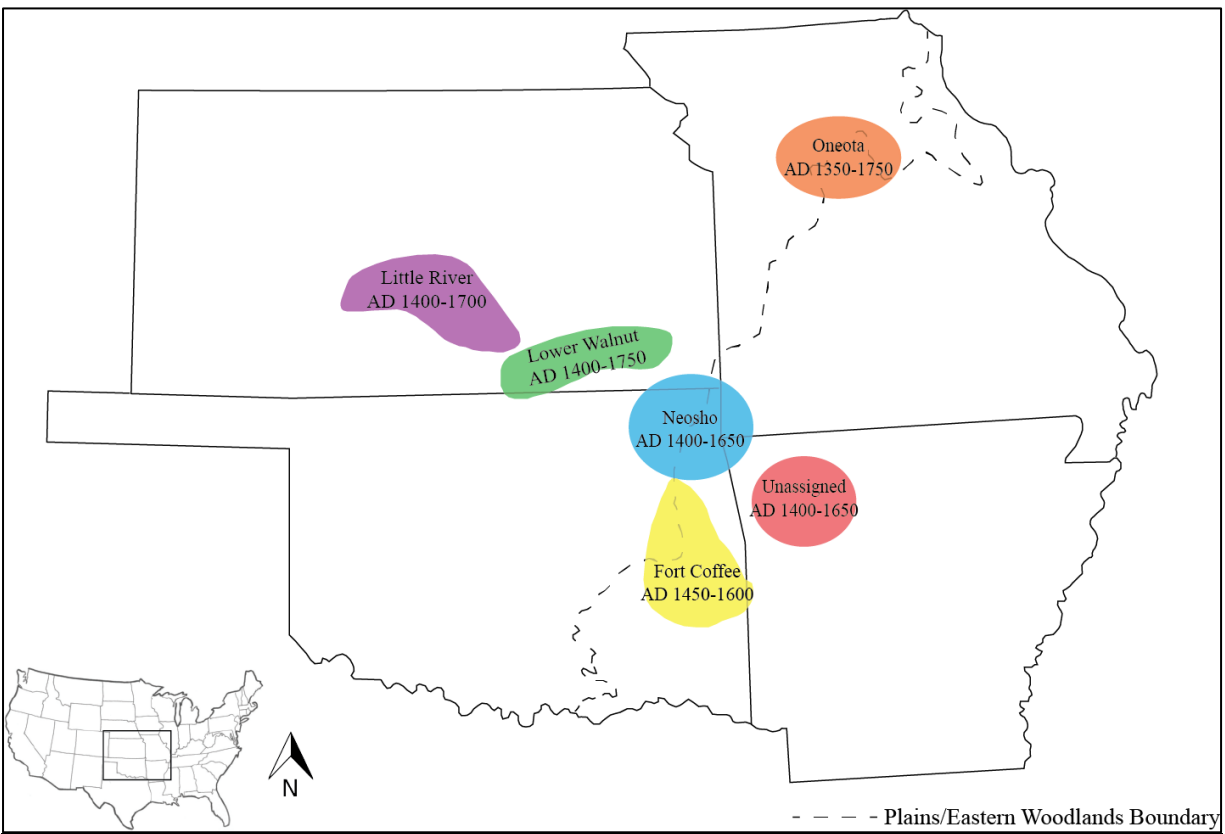 Oneota
AD 1350-1750
Little River
AD 1400-1700
Lower Walnut
AD 1400-1750
Neosho
AD 1400-1650
Unassigned
AD 1400-1650
Fort Coffee
AD 1450-1600
N
- - - - Plains/Eastern Woodlands Boundary